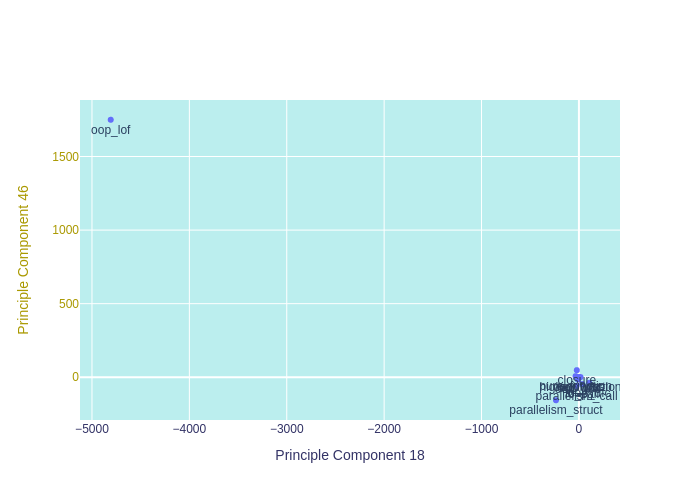 oop_lof
1500
1000
500
0
closure
parallelism_call
parallelism_struct
−5000
−4000
−3000
−2000
−1000
0
Principle Component 18
Principle Component 46